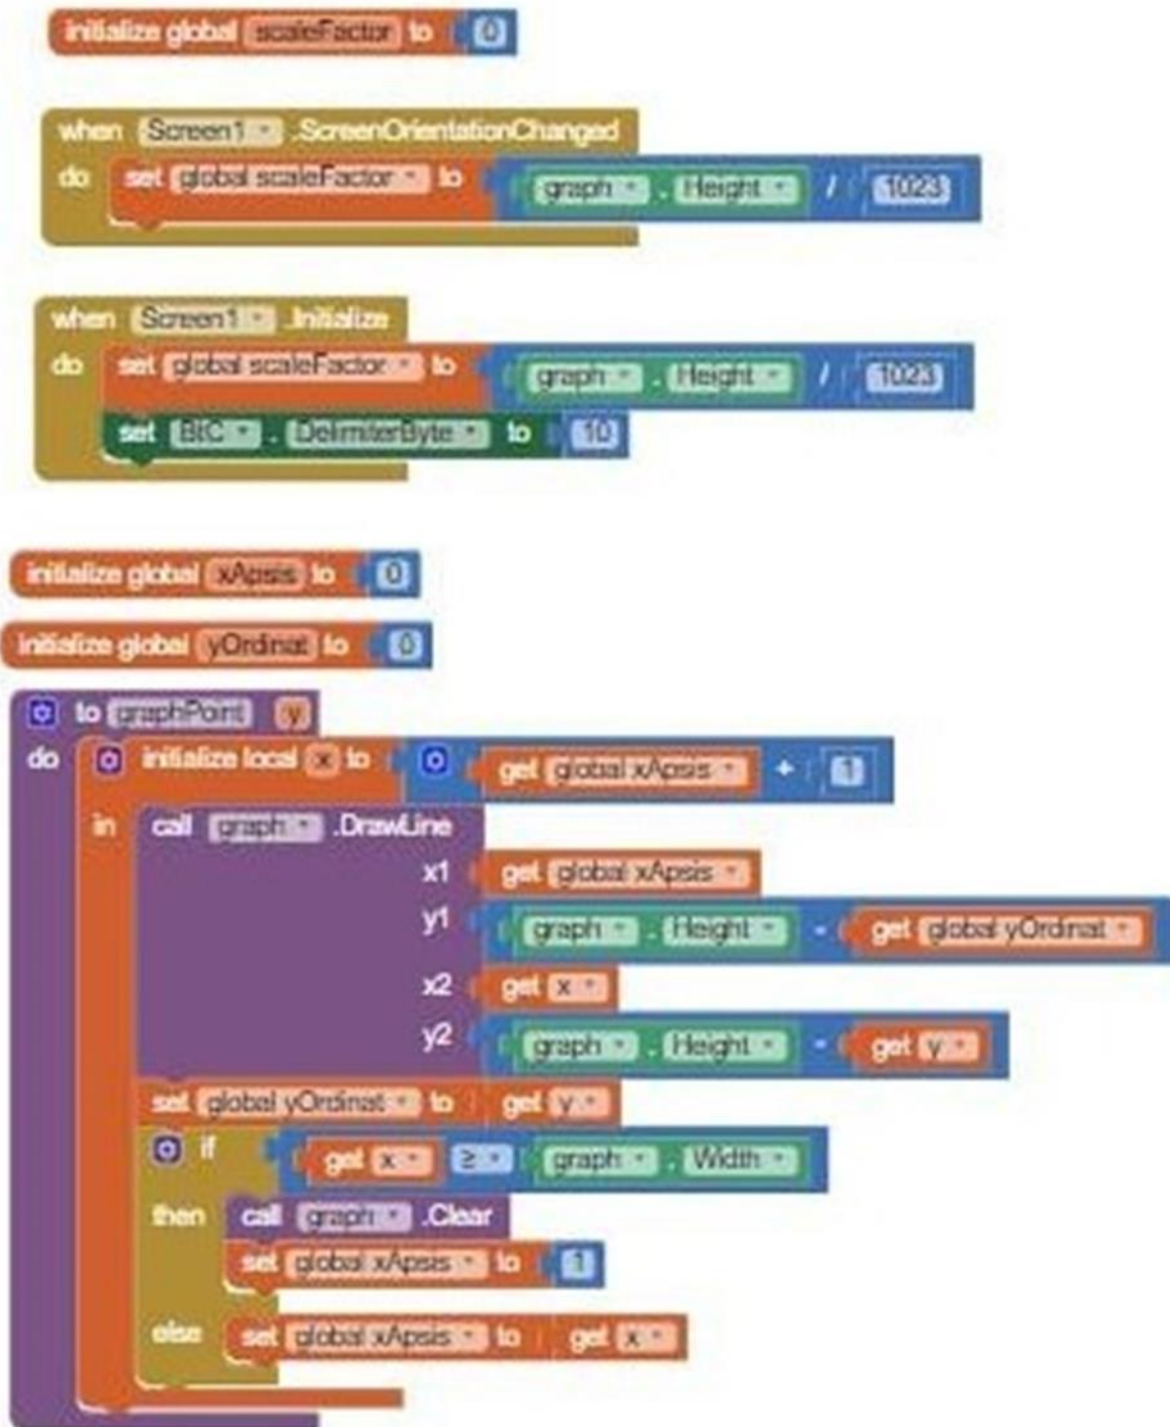 initialize global scaleFactor to 0
when Screen1 .ScreenOrientationChanged
do set global scaleFactor to graph . Height / 1023
when Screen1 .Initialize
do set global scaleFactor to graph . Height / 1023
set BtC . DelimiterByte to 10
initialize global xApsis to 0
initialize global yOrdinat to 0
to graphPoint y
do initialize local x to get global xApsis + 1
in call graph .DrawLine
x1 get global xApsis
y1 graph . Height - get global yOrdinat
x2 get x
y2 graph . Height - get y
set global yOrdinat to get y
if get x ≥ graph . Width
then call graph .Clear
set global xApsis to 1
else set global xApsis to get x